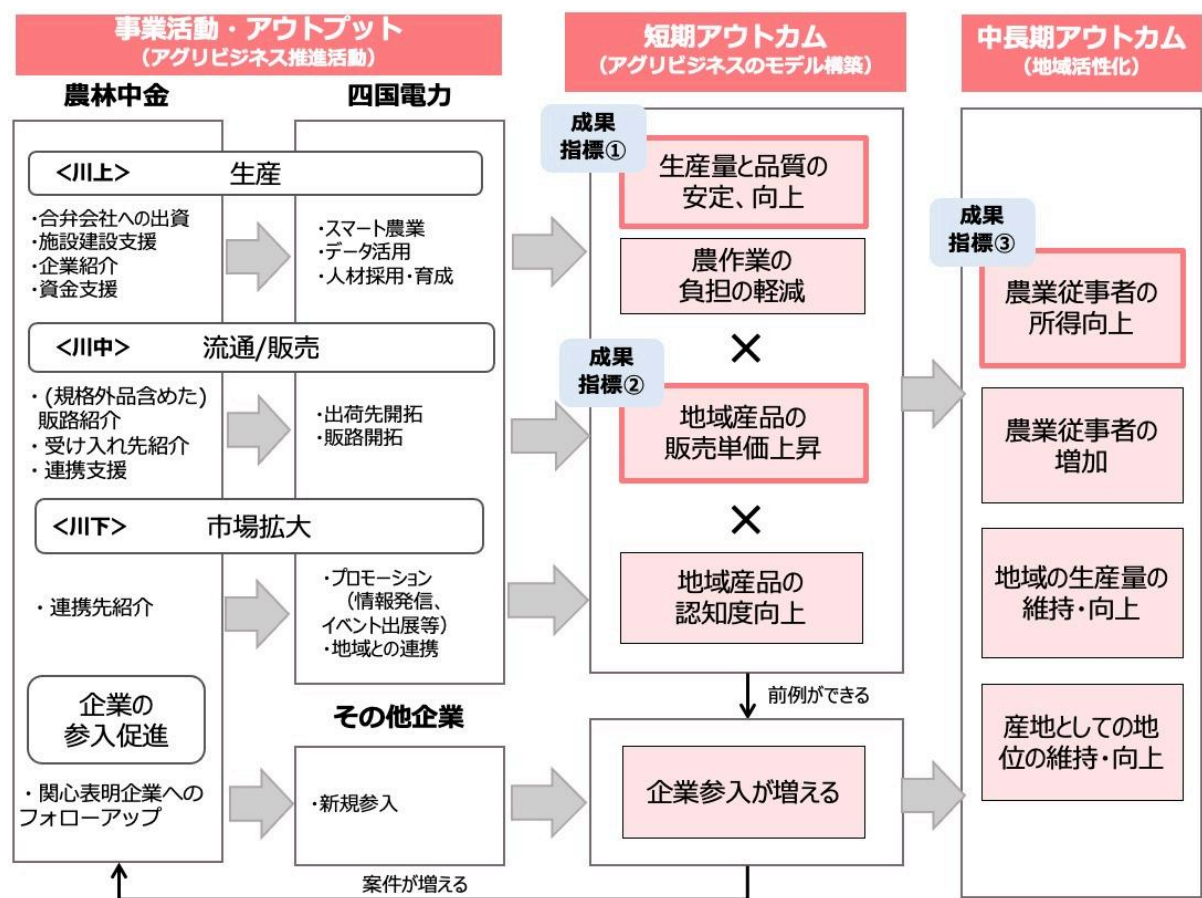 事業活動・アウトプット
（アグリビジネス推進活動）
短期アウトカム
（アグリビジネスのモデル構築）
中長期アウトカム
（地域活性化）
農林中金
四国電力
<川上> 生産
・合弁会社への出資
・施設建設支援
・企業紹介
・資金支援
・スマート農業
・データ活用
・人材採用・育成
<川中> 流通/販売
・(規格外品含めた)
販路紹介
・受け入れ先紹介
・連携支援
・出荷先開拓
・販路開拓
<川下> 市場拡大
・連携先紹介
・プロモーション
（情報発信、
イベント出展等）
・地域との連携
企業の
参入促進
・関心表明企業への
フォローアップ
その他企業
・新規参入
成果
指標①
生産量と品質の
安定、向上
農作業の
負担の軽減
×
成果
指標②
地域産品の
販売単価上昇
×
地域産品の
認知度向上
前例ができる
企業参入が増える
案件が増える
成果
指標③
農業従事者の
所得向上
農業従事者の
増加
地域の生産量の
維持・向上
産地としての地
位の維持・向上